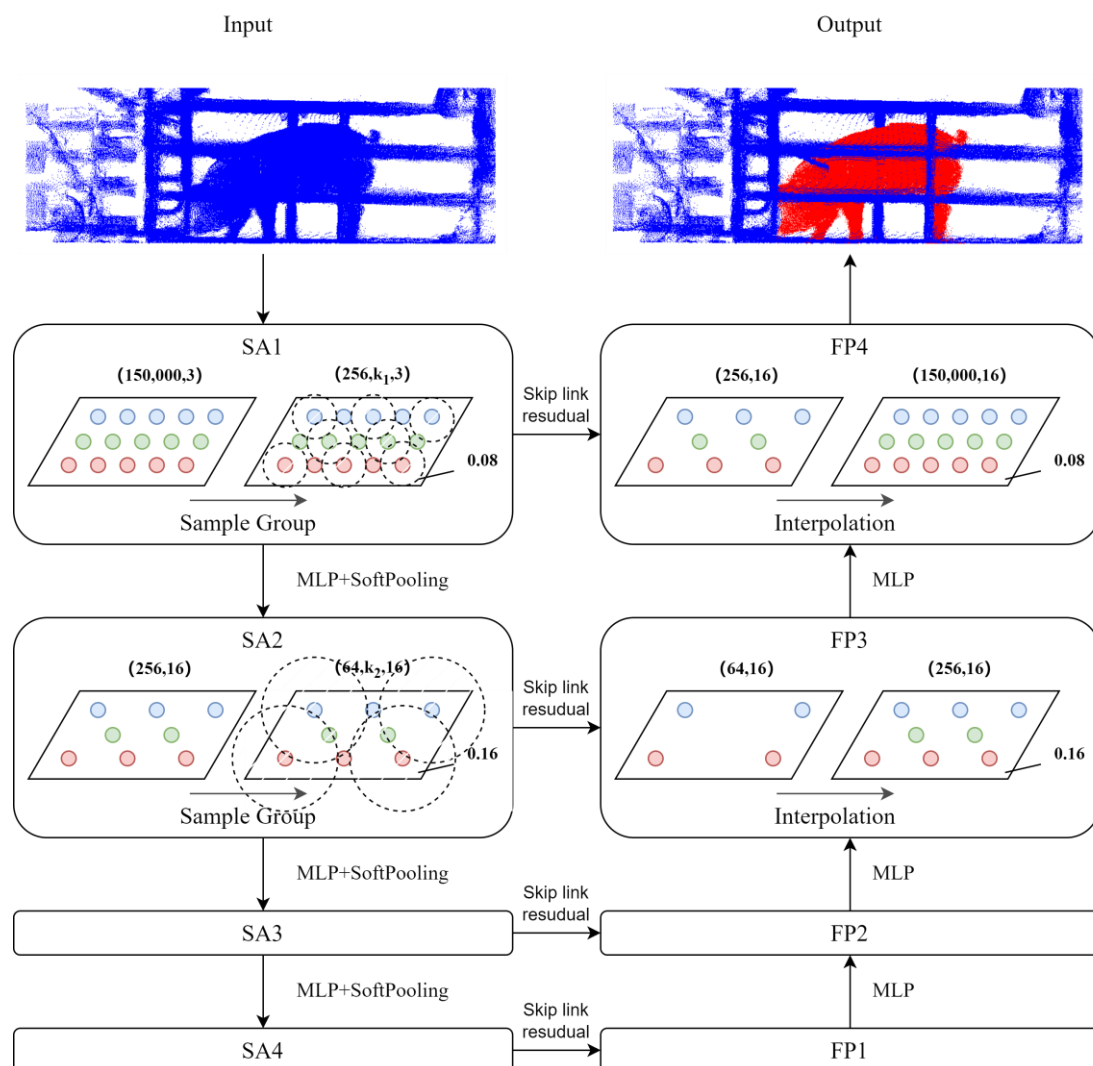 Input
Output
SA1
(150,000,3)
(256,k₁,3)
0.08
Sample Group
Skip link
resudual
FP4
(256,16)
(150,000,16)
0.08
Interpolation
MLP+SoftPooling
MLP
SA2
(256,16)
(64,k₂,16)
0.16
Sample Group
Skip link
resudual
FP3
(64,16)
(256,16)
0.16
Interpolation
MLP+SoftPooling
MLP
SA3
Skip link
resudual
FP2
MLP+SoftPooling
MLP
SA4
Skip link
resudual
FP1